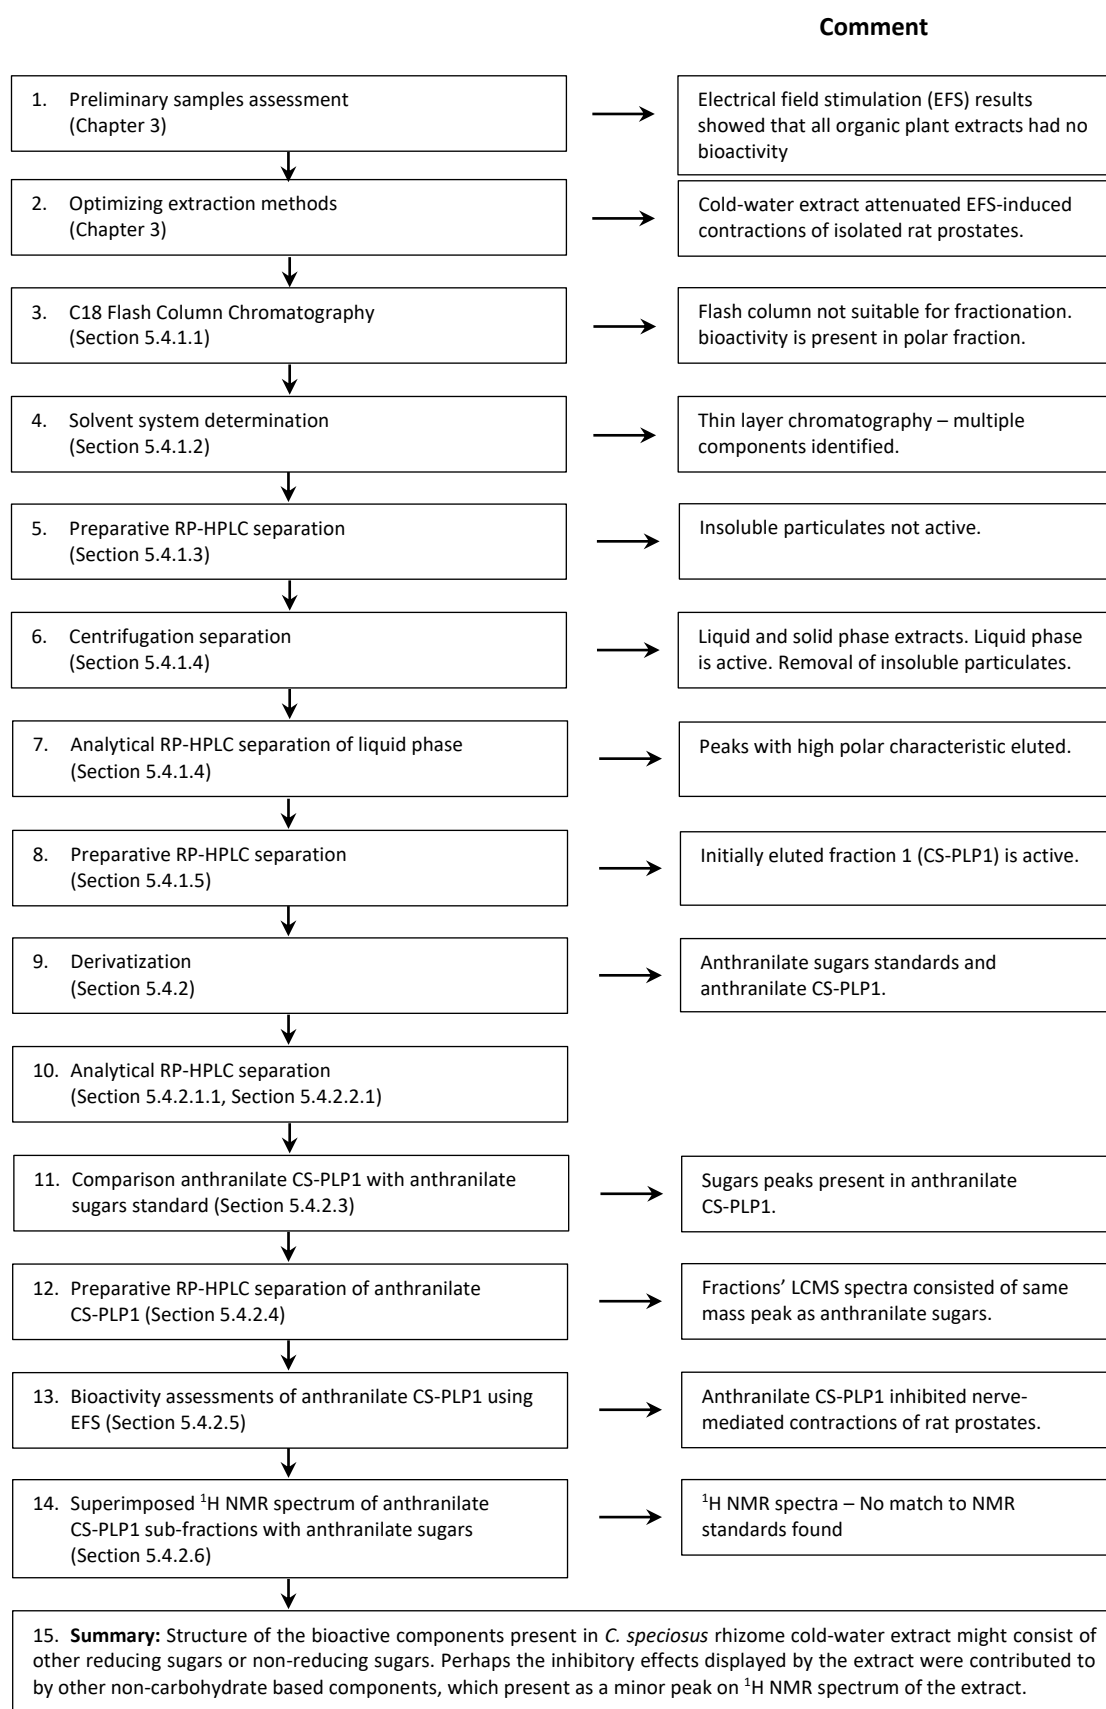 Comment
1. Preliminary samples assessment
(Chapter 3)
Electrical field stimulation (EFS) results
showed that all organic plant extracts had no
bioactivity
2. Optimizing extraction methods
(Chapter 3)
Cold-water extract attenuated EFS-induced
contractions of isolated rat prostates.
3. C18 Flash Column Chromatography
(Section 5.4.1.1)
Flash column not suitable for fractionation.
bioactivity is present in polar fraction.
4. Solvent system determination
(Section 5.4.1.2)
Thin layer chromatography – multiple
components identified.
5. Preparative RP-HPLC separation
(Section 5.4.1.3)
Insoluble particulates not active.
6. Centrifugation separation
(Section 5.4.1.4)
Liquid and solid phase extracts. Liquid phase
is active. Removal of insoluble particulates.
7. Analytical RP-HPLC separation of liquid phase
(Section 5.4.1.4)
Peaks with high polar characteristic eluted.
8. Preparative RP-HPLC separation
(Section 5.4.1.5)
Initially eluted fraction 1 (CS-PLP1) is active.
9. Derivatization
(Section 5.4.2)
Anthranilate sugars standards and
anthranilate CS-PLP1.
10. Analytical RP-HPLC separation
(Section 5.4.2.1.1, Section 5.4.2.2.1)
11. Comparison anthranilate CS-PLP1 with anthranilate
sugars standard (Section 5.4.2.3)
Sugars peaks present in anthranilate
CS-PLP1.
12. Preparative RP-HPLC separation of anthranilate
CS-PLP1 (Section 5.4.2.4)
Fractions’ LCMS spectra consisted of same
mass peak as anthranilate sugars.
13. Bioactivity assessments of anthranilate CS-PLP1 using
EFS (Section 5.4.2.5)
Anthranilate CS-PLP1 inhibited nerve-
mediated contractions of rat prostates.
14. Superimposed ¹H NMR spectrum of anthranilate
CS-PLP1 sub-fractions with anthranilate sugars
(Section 5.4.2.6)
¹H NMR spectra – No match to NMR
standards found
15. Summary: Structure of the bioactive components present in C. speciosus rhizome cold-water extract might consist of
other reducing sugars or non-reducing sugars. Perhaps the inhibitory effects displayed by the extract were contributed to
by other non-carbohydrate based components, which present as a minor peak on ¹H NMR spectrum of the extract.